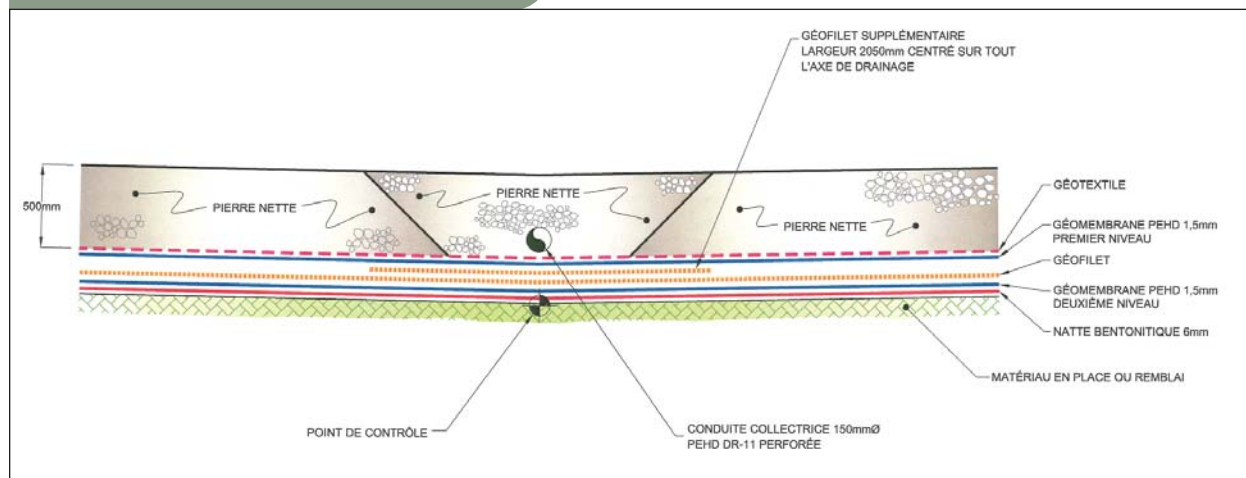 GÉOFILET SUPPLÉMENTAIRE
LARGEUR 2050mm CENTRÉ SUR TOUT
L'AXE DE DRAINAGE
500mm
PIERRE NETTE
PIERRE NETTE
PIERRE NETTE
GÉOTEXTILE
GÉOMEMBRANE PEHD 1,5mm
PREMIER NIVEAU
GÉOFILET
GÉOMEMBRANE PEHD 1,5mm
DEUXIÈME NIVEAU
NATTE BENTONITIQUE 6mm
MATÉRIAU EN PLACE OU REMBLAI
POINT DE CONTRÔLE
CONDUITE COLLECTRICE 150mmØ
PEHD DR-11 PERFORÉE